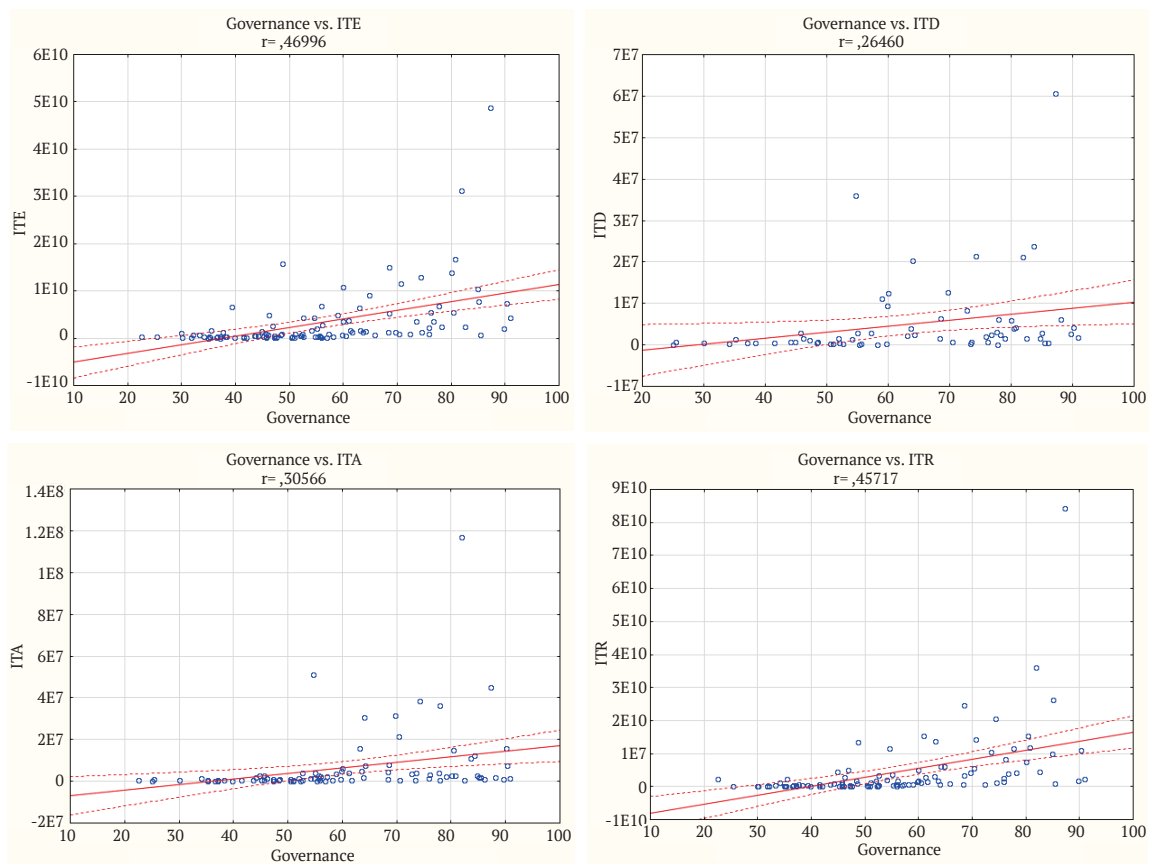 Governance vs. ITE
r= ,46996
6E10
5E10
4E10
3E10
2E10
1E10
0
-1E10
ITE
10 20 30 40 50 60 70 80 90 100
Governance
Governance vs. ITD
r= ,26460
7E7
6E7
5E7
4E7
3E7
2E7
1E7
0
-1E7
ITD
20 30 40 50 60 70 80 90 100
Governance
Governance vs. ITA
r= ,30566
1.4E8
1.2E8
1E8
8E7
6E7
4E7
2E7
0
-2E7
ITA
10 20 30 40 50 60 70 80 90 100
Governance
Governance vs. ITR
r= ,45717
9E10
8E10
7E10
6E10
5E10
4E10
3E10
2E10
1E10
0
-1E10
ITR
10 20 30 40 50 60 70 80 90 100
Governance